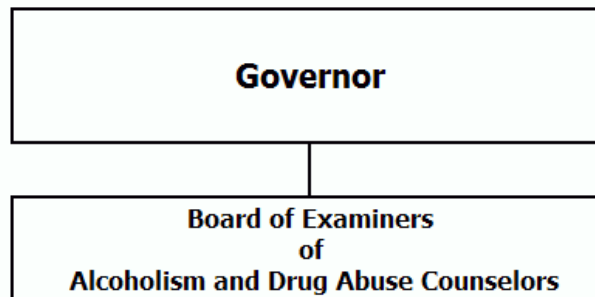 Governor
Board of Examiners
of
Alcoholism and Drug Abuse Counselors